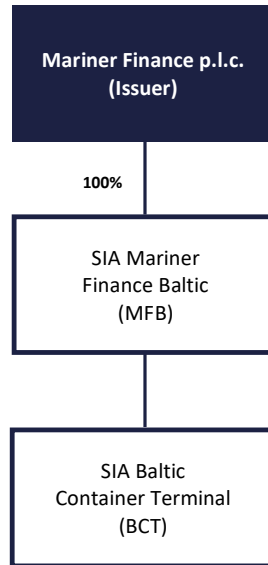 Mariner Finance p.l.c.
(Issuer)
100%
SIA Mariner
Finance Baltic
(MFB)
SIA Baltic
Container Terminal
(BCT)